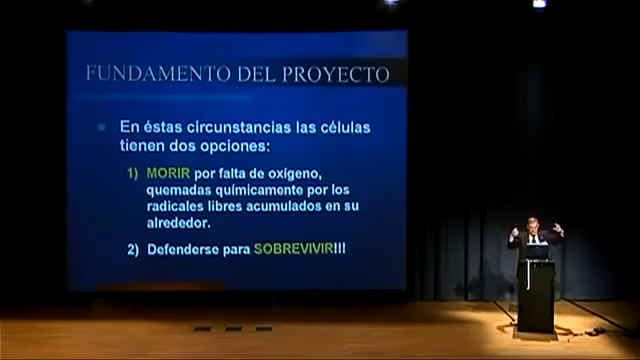 FUNDAMENTO DEL PROYECTO
En éstas circunstancias las células
tienen dos opciones:
1) MORIR por falta de oxígeno,
quemadas químicamente por los
radicales libres acumulados en su
alrededor.
2) Defenderse para SOBREVIVIR!!!